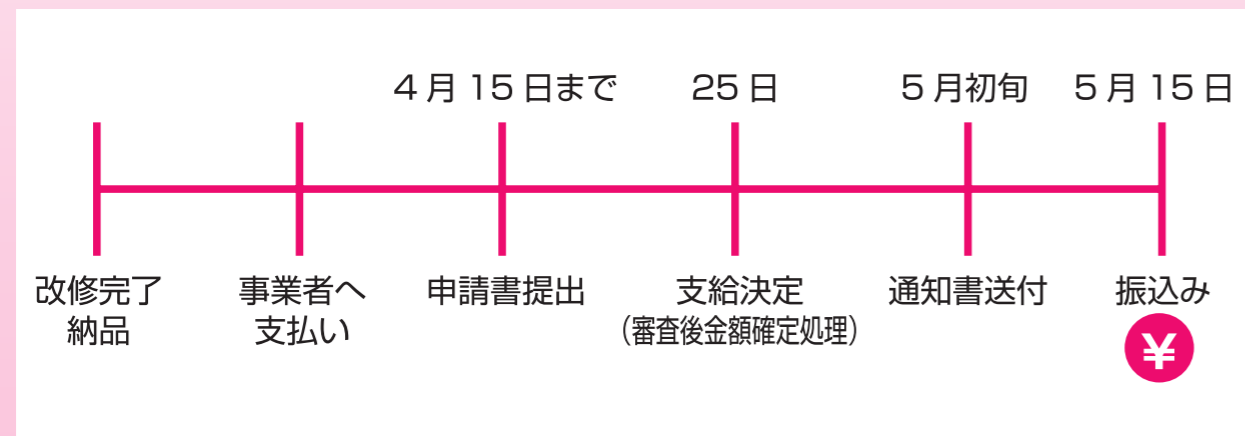 4月15日まで
25日
5月初旬
5月15日
改修完了
納品
事業者へ
支払い
申請書提出
支給決定
（審査後金額確定処理）
通知書送付
振込み
¥